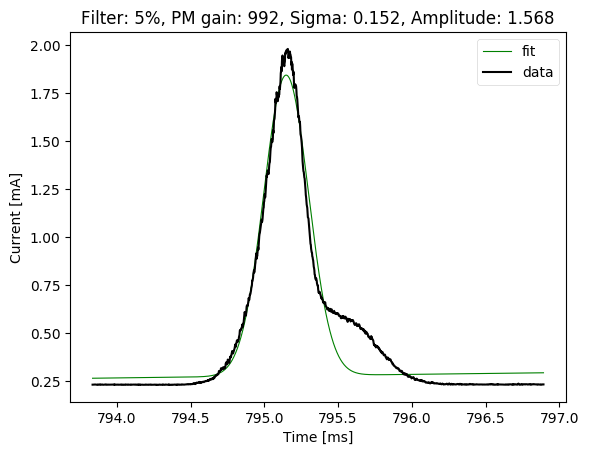 Filter: 5%, PM gain: 992, Sigma: 0.152, Amplitude: 1.568
fit
data
Current [mA]
2.00
1.75
1.50
1.25
1.00
0.75
0.50
0.25
794.0 794.5 795.0 795.5 796.0 796.5 797.0
Time [ms]